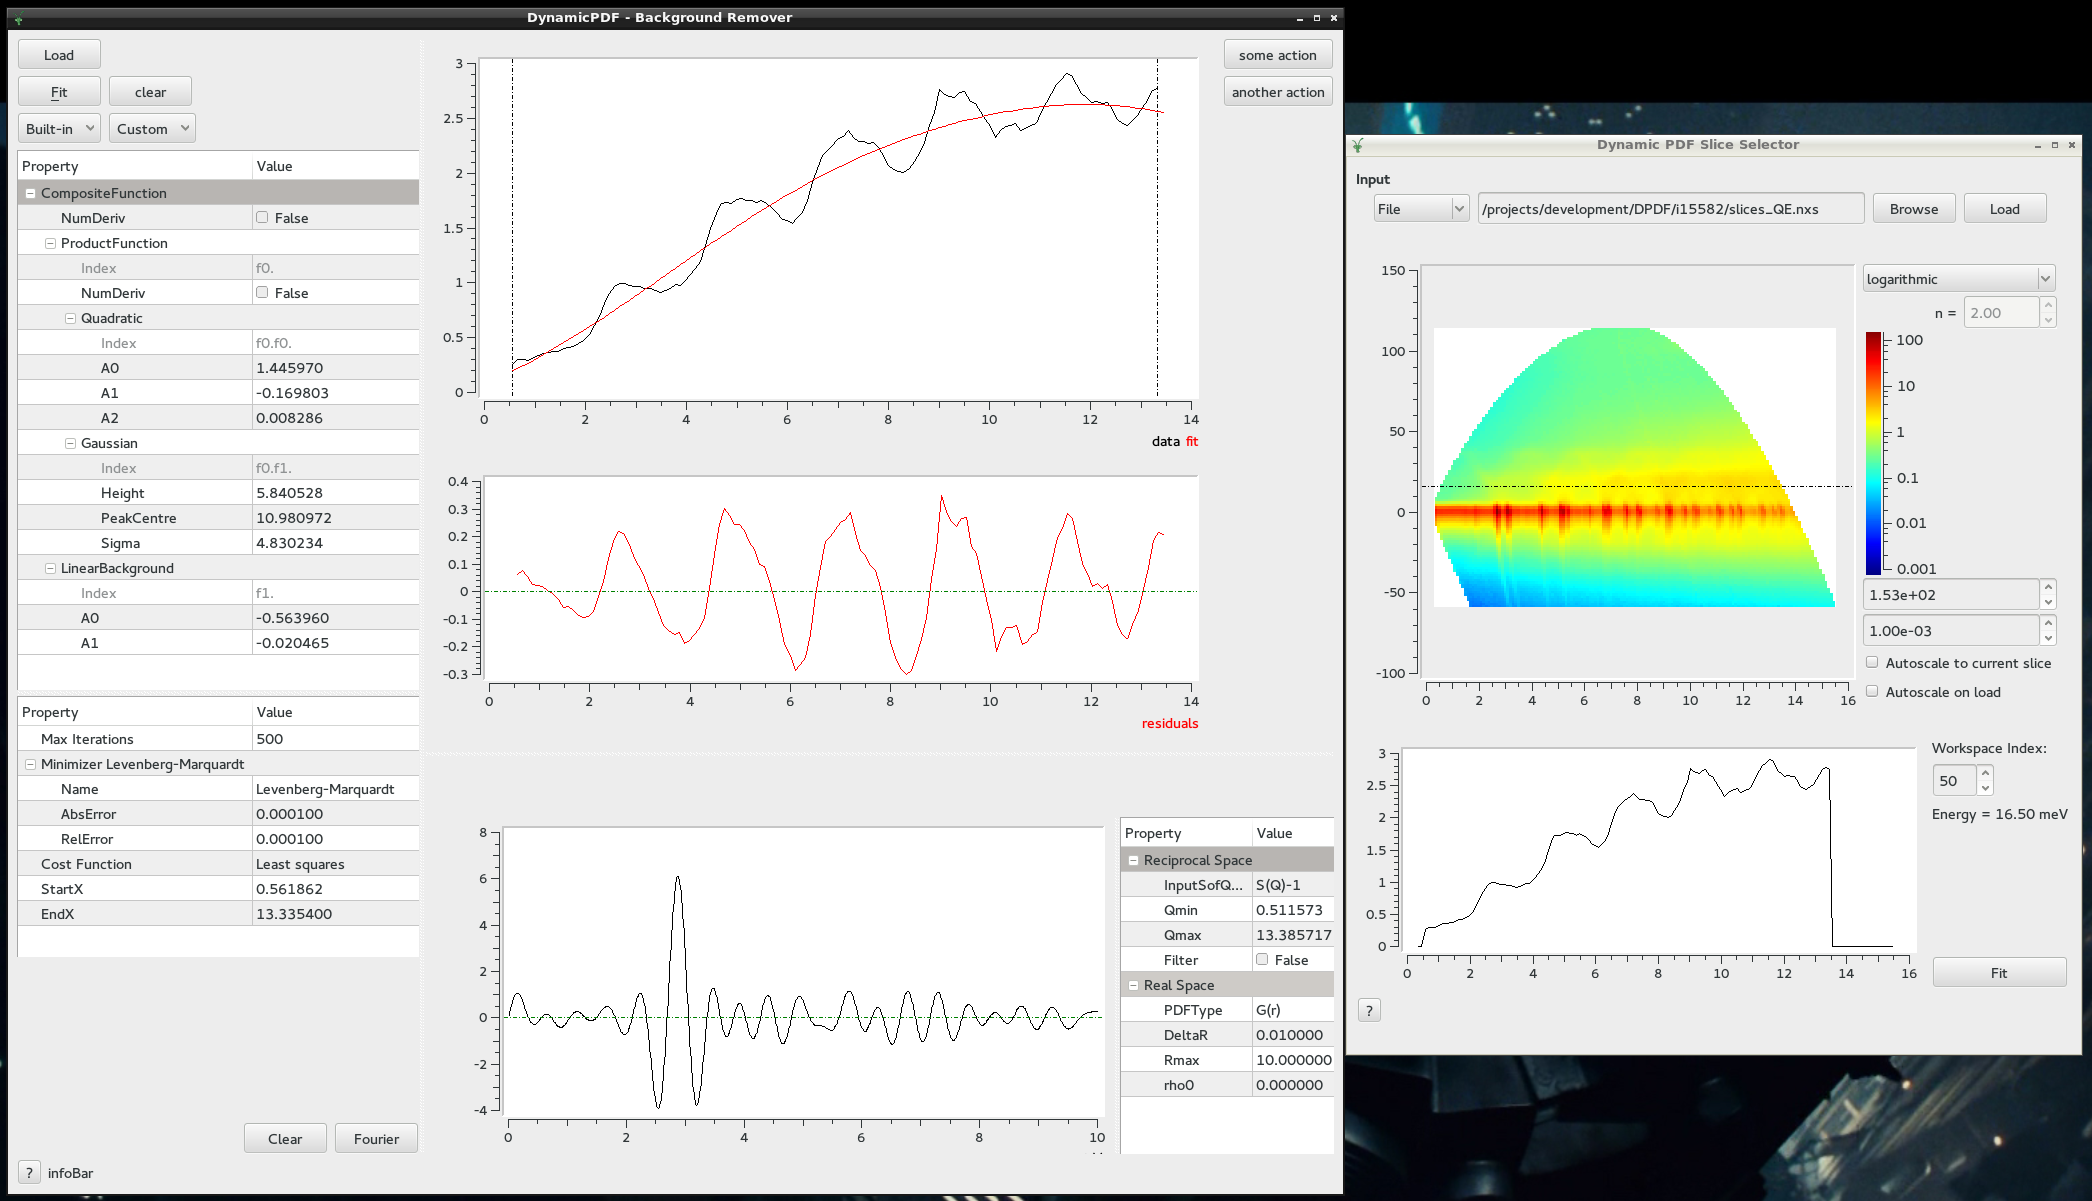 DynamicPDF - Background Remover
Load
Fit clear
Built-in Custom
Property Value
CompositeFunction
NumDeriv False
ProductFunction
Index f0.
NumDeriv False
Quadratic
Index f0.f0.
A0 1.445970
A1 -0.169803
A2 0.008286
Gaussian
Index f0.f1.
Height 5.840528
PeakCentre 10.980972
Sigma 4.830234
LinearBackground
Index f1.
A0 -0.563960
A1 -0.020465
Property Value
Max Iterations 500
Minimizer Levenberg-Marquardt
Name Levenberg-Marquardt
AbsError 0.000100
RelError 0.000100
Cost Function Least squares
StartX 0.561862
EndX 13.335400
Clear Fourier
? infoBar
3
2.5
2
1.5
1
0.5
0
0 2 4 6 8 10 12 14
data fit
0.4
0.3
0.2
0.1
0
-0.1
-0.2
-0.3
0 2 4 6 8 10 12 14
residuals
8
6
4
2
0
-2
-4
0 2 4 6 8 10
some action
another action
Property Value
Reciprocal Space
InputSofQ... S(Q)-1
Qmin 0.511573
Qmax 13.385717
Filter False
Real Space
PDFType G(r)
DeltaR 0.010000
Rmax 10.000000
rho0 0.000000
Dynamic PDF Slice Selector
Input
File /projects/development/DPDF/i15582/slices_QE.nxs Browse Load
150
100
50
0
-50
-100
0 2 4 6 8 10 12 14 16
logarithmic
n = 2.00
100
10
1
0.1
0.01
0.001
1.53e+02
1.00e-03
Autoscale to current slice
Autoscale on load
3
2.5
2
1.5
1
0.5
0
0 2 4 6 8 10 12 14 16
Workspace Index:
50
Energy = 16.50 meV
Fit
?